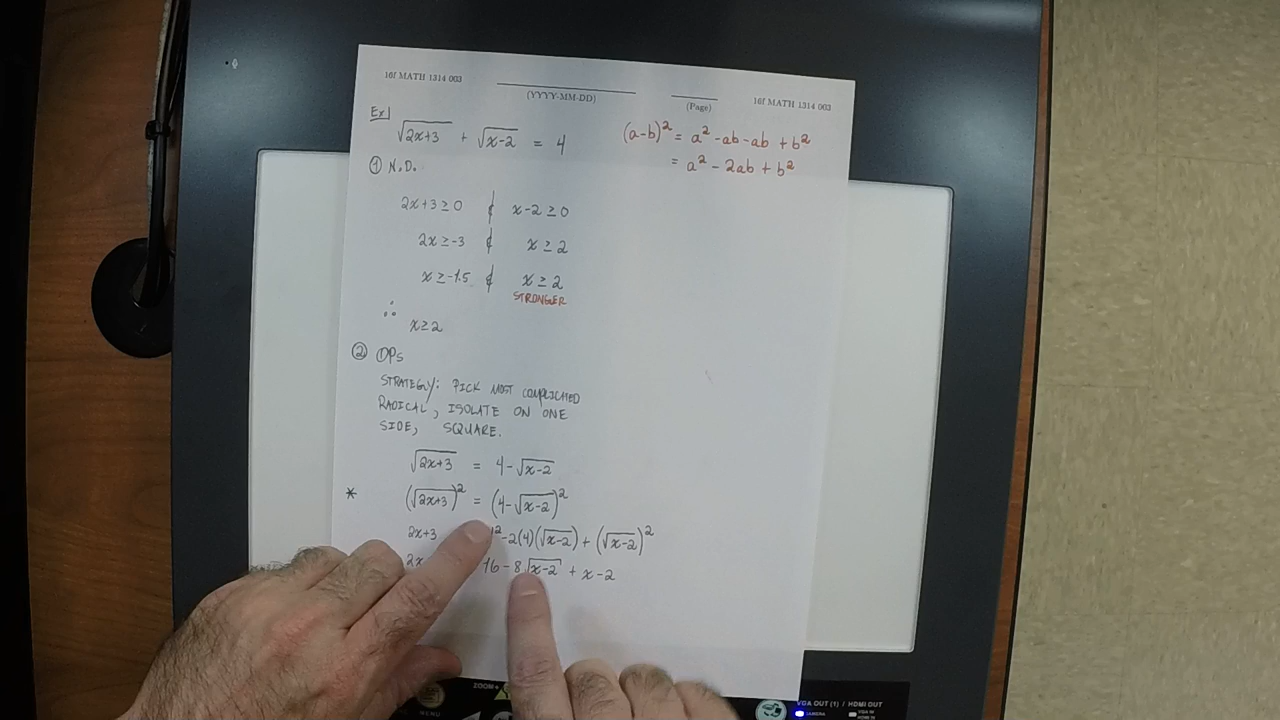 16f MATH 1314 003
(YYYY-MM-DD)
(Page)
16f MATH 1314 003
Ex1
√(2x+3) + √(x-2) = 4
(a-b)² = a² - ab - ab + b²
= a² - 2ab + b²
① N.D.
2x+3 ≥ 0 ¢ x-2 ≥ 0
2x ≥ -3 ¢ x ≥ 2
x ≥ -1.5 ¢ x ≥ 2
STRONGER
∴
x ≥ 2
② OPs
STRATEGY: PICK MOST COMPLICATED
RADICAL, ISOLATE ON ONE
SIDE, SQUARE.
√(2x+3) = 4 - √(x-2)
* (√(2x+3))² = (4 - √(x-2))²
2x+3 ² - 2(4)(√(x-2)) + (√(x-2))²
2x 16 - 8√(x-2) + x - 2
ZOOM+
MENU
VGA OUT (1) / HDMI OUT
CAMERA